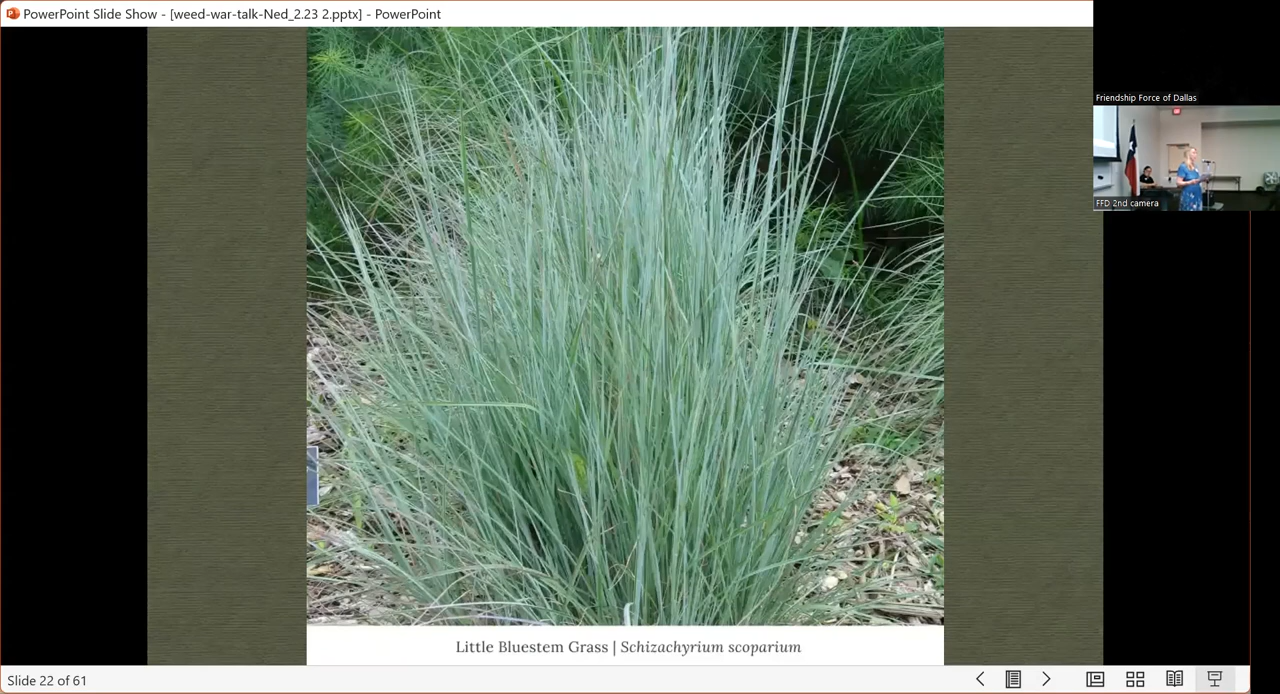 PowerPoint Slide Show - [weed-war-talk-Ned_2.23 2.pptx] - PowerPoint
Friendship Force of Dallas
FFD 2nd camera
Little Bluestem Grass | Schizachyrium scoparium
Slide 22 of 61